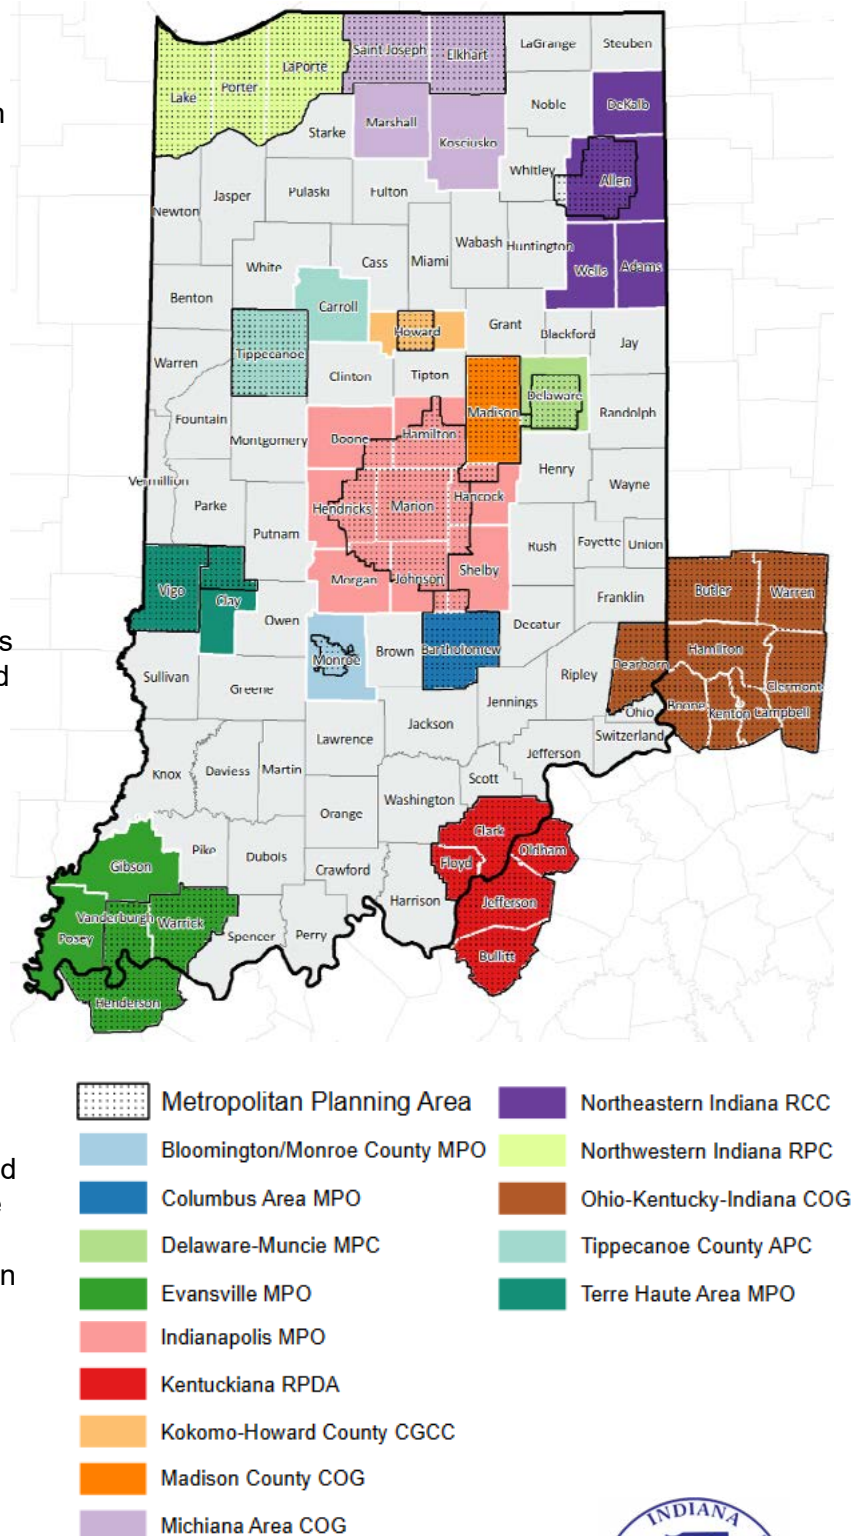 Saint Joseph
Elkhart
LaGrange
Steuben
LaPorte
Porter
Lake
DeKalb
Noble
Marshall
Starke
Kosciusko
Whitley
Allen
Jasper
Pulaski
Fulton
Newton
Wabash
Huntington
White
Cass
Miami
Wells
Adams
Benton
Carroll
Howard
Grant
Blackford
Jay
Tippecanoe
Warren
Clinton
Tipton
Delaware
Madison
Randolph
Fountain
Montgomery
Boone
Hamilton
Henry
Vermillion
Wayne
Parke
Hendricks
Marion
Hancock
Putnam
Rush
Fayette
Union
Vigo
Clay
Morgan
Johnson
Shelby
Franklin
Butler
Warren
Owen
Decatur
Monroe
Brown
Bartholomew
Hamilton
Dearborn
Sullivan
Greene
Ripley
Clermont
Jennings
Ohio
Boone
Kenton
Campbell
Lawrence
Jackson
Switzerland
Jefferson
Knox
Daviess
Martin
Scott
Washington
Orange
Clark
Oldham
Gibson
Pike
Dubols
Crawford
Floyd
Harrison
Jefferson
Vanderburgh
Warrick
Posey
Spencer
Perry
Bullitt
Henderson
n
s
d
Metropolitan Planning Area
Bloomington/Monroe County MPO
Columbus Area MPO
Delaware-Muncie MPC
Evansville MPO
Indianapolis MPO
Kentuckiana RPDA
Kokomo-Howard County CGCC
Madison County COG
Michiana Area COG
Northeastern Indiana RCC
Northwestern Indiana RPC
Ohio-Kentucky-Indiana COG
Tippecanoe County APC
Terre Haute Area MPO
d
n
INDIANA